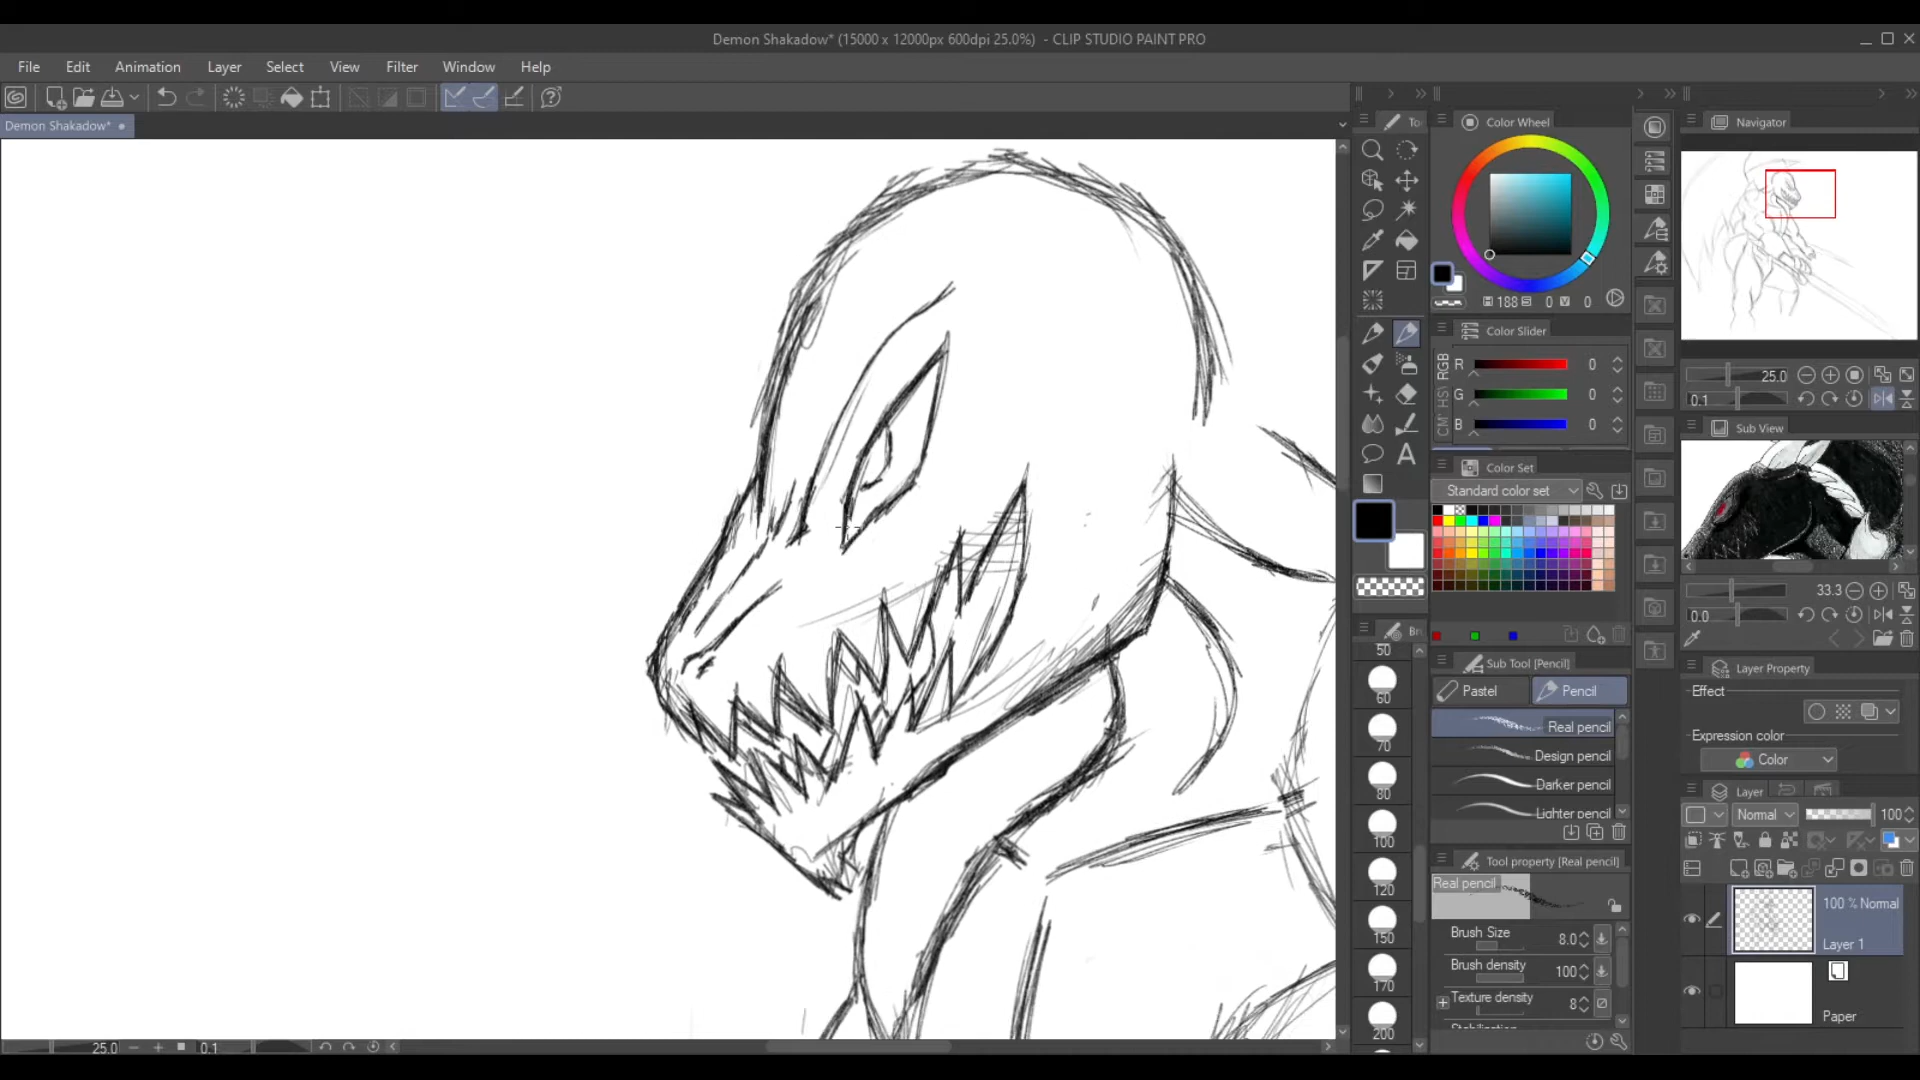 Demon Shakadow* (15000 x 12000px 600dpi 25.0%)  - CLIP STUDIO PAINT PRO
File Edit Animation Layer Select View Filter Window Help
Demon Shakadow*
To
Color Wheel
Navigator
188 0 0
Color Slider
RGB
HSV
CM
R 0
G 0
B 0
25.0
0.1
Sub View
Color Set
Standard color set
33.3
0.0
Br
50
60
70
80
100
120
150
170
200
Sub Tool [Pencil]
Pastel
Pencil
Real pencil
Design pencil
Darker pencil
Lighter pencil
Tool property [Real pencil]
Real pencil
Brush Size 8.0
Brush density 100
Texture density 8
Layer Property
Effect
Expression color
Color
Layer
Normal 100
100 % Normal
Layer 1
Paper
25.0
0.1